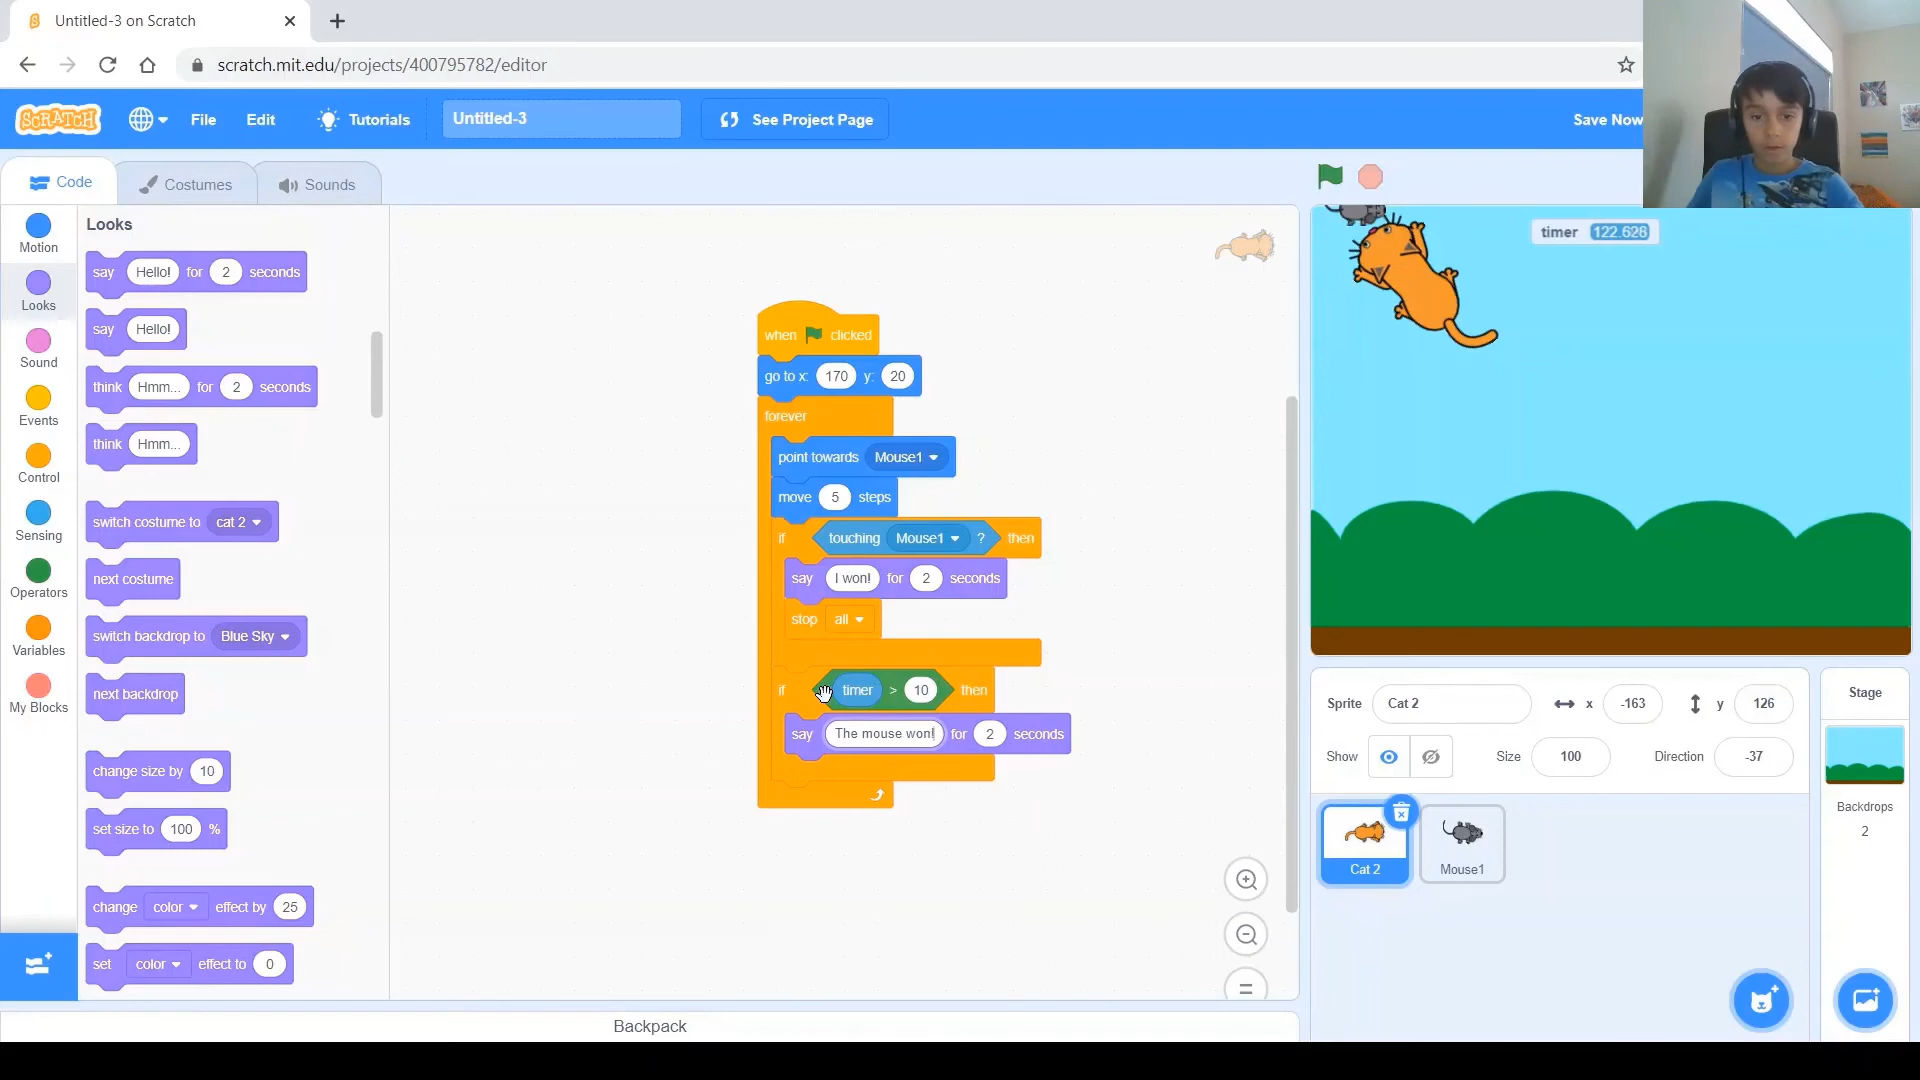 Untitled-3 on Scratch
scratch.mit.edu/projects/400795782/editor
SCRATCH File Edit Tutorials Untitled-3 See Project Page Save Now
Code Costumes Sounds
Motion
Looks
Sound
Events
Control
Sensing
Operators
Variables
My Blocks
Looks
say Hello! for 2 seconds
say Hello!
think Hmm... for 2 seconds
think Hmm...
switch costume to cat 2
next costume
switch backdrop to Blue Sky
next backdrop
change size by 10
set size to 100 %
change color effect by 25
set color effect to 0
when clicked
go to x: 170 y: 20
forever
point towards Mouse1
move 5 steps
if touching Mouse1 ? then
say I won! for 2 seconds
stop all
if timer > 10 then
say The mouse won! for 2 seconds
Backpack
timer 122.628
Sprite Cat 2 x -163 y 126
Show Size 100 Direction -37
Cat 2
Mouse1
Stage
Backdrops
2